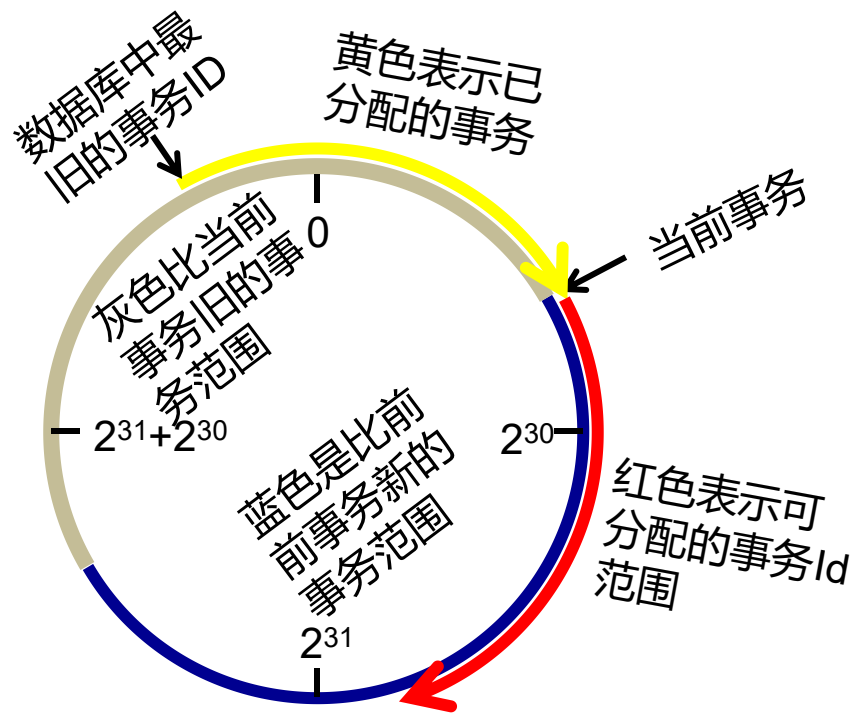 数据库中最
旧的事务ID
黄色表示已
分配的事务
当前事务
0
灰色比当前
事务旧的事
务范围
2³¹+2³⁰
2³⁰
蓝色是比前
前事务新的
事务范围
2³¹
红色表示可
分配的事务Id
范围